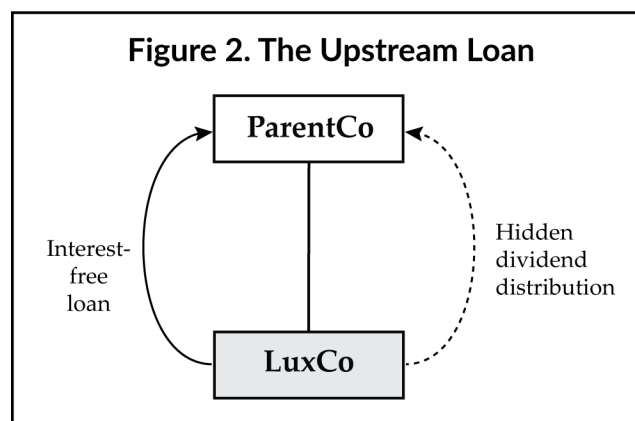 Figure 2. The Upstream Loan
ParentCo
Interest-
free
loan
Hidden
dividend
distribution
LuxCo